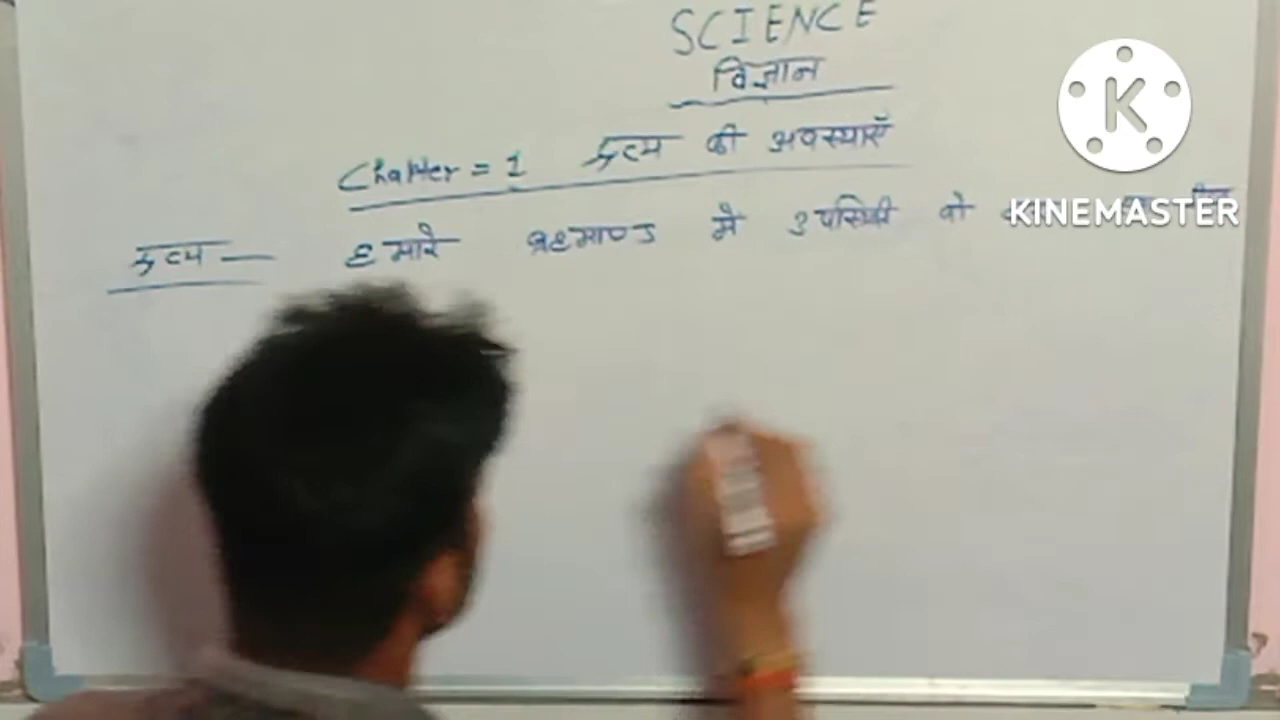 SCIENCE
विज्ञान
Chapter = 1 द्रव्य की अवस्थाएँ
द्रव्य — हमारे ब्रह्माण्ड में उपस्थिति वो
KINEMASTER